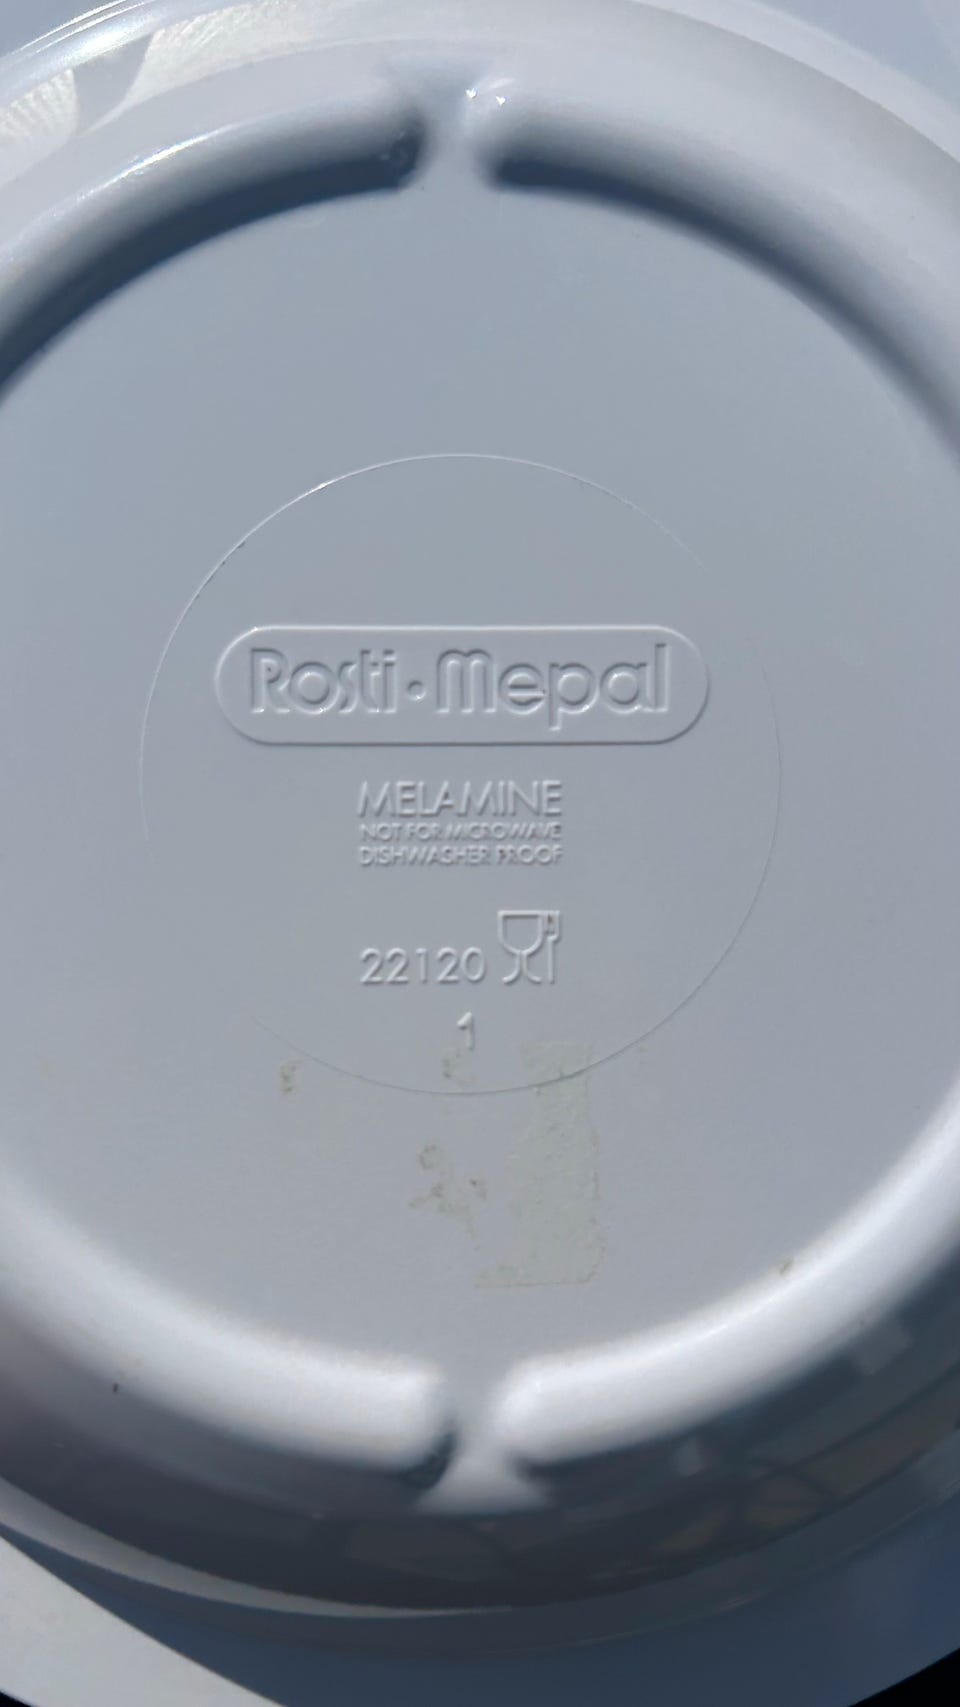 Rosti • Mepal
MELAMINE
NOT FOR MICROWAVE
DISHWASHER PROOF
22120
1